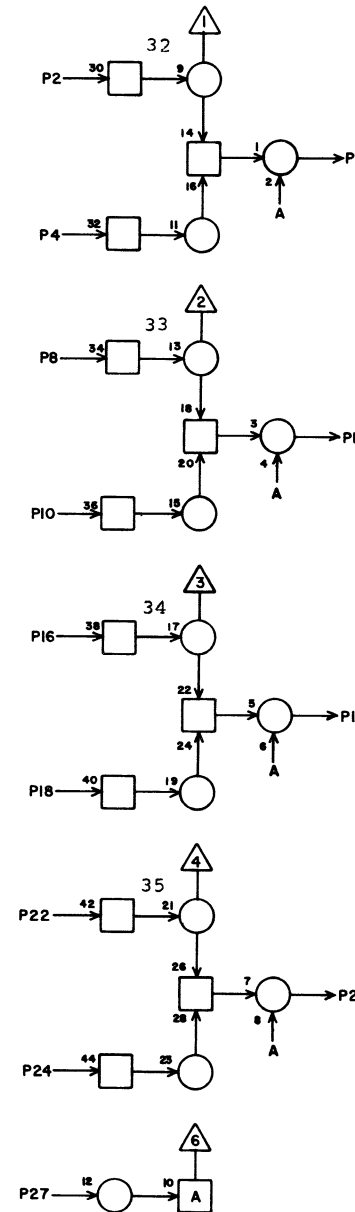 1
32
P2 30 9
14 1 P
16 2
P4 32 11 A
2
33
P8 34 13
18 3 P1
20 4
P10 36 15 A
3
34
P16 38 17
22 5 P1
24 6
P18 40 19 A
4
35
P22 42 21
26 7 P2
28 8
P24 44 23 A
6
P27 12 10 A